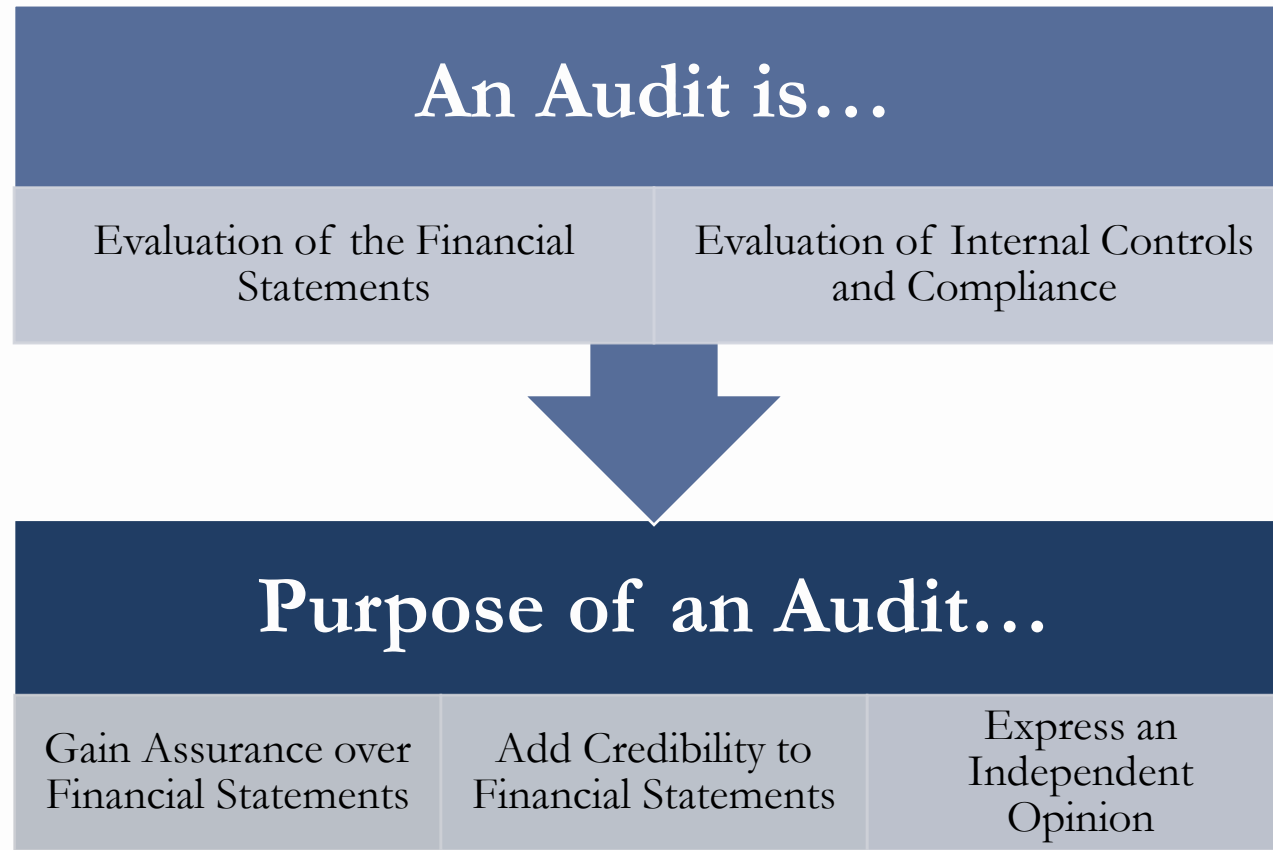 An Audit is…
Evaluation of the Financial
Statements
Evaluation of Internal Controls
and Compliance
Purpose of an Audit…
Gain Assurance over
Financial Statements
Add Credibility to
Financial Statements
Express an
Independent
Opinion